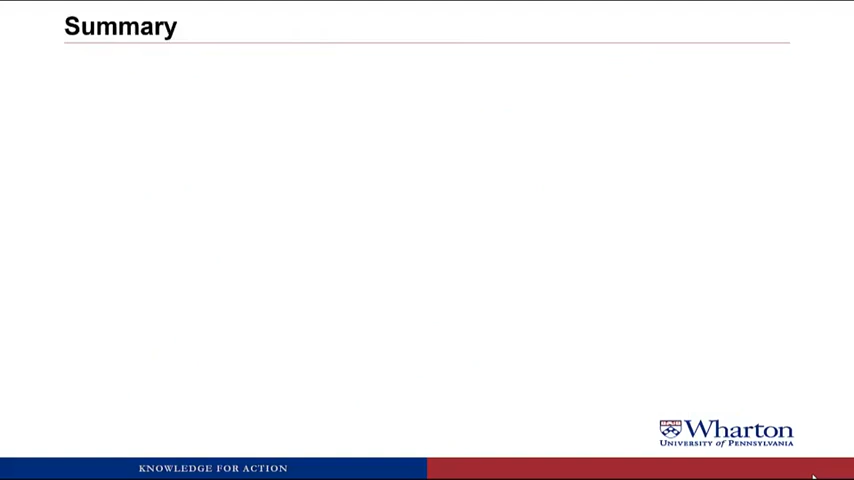 Summary
Wharton
UNIVERSITY OF PENNSYLVANIA
KNOWLEDGE FOR ACTION